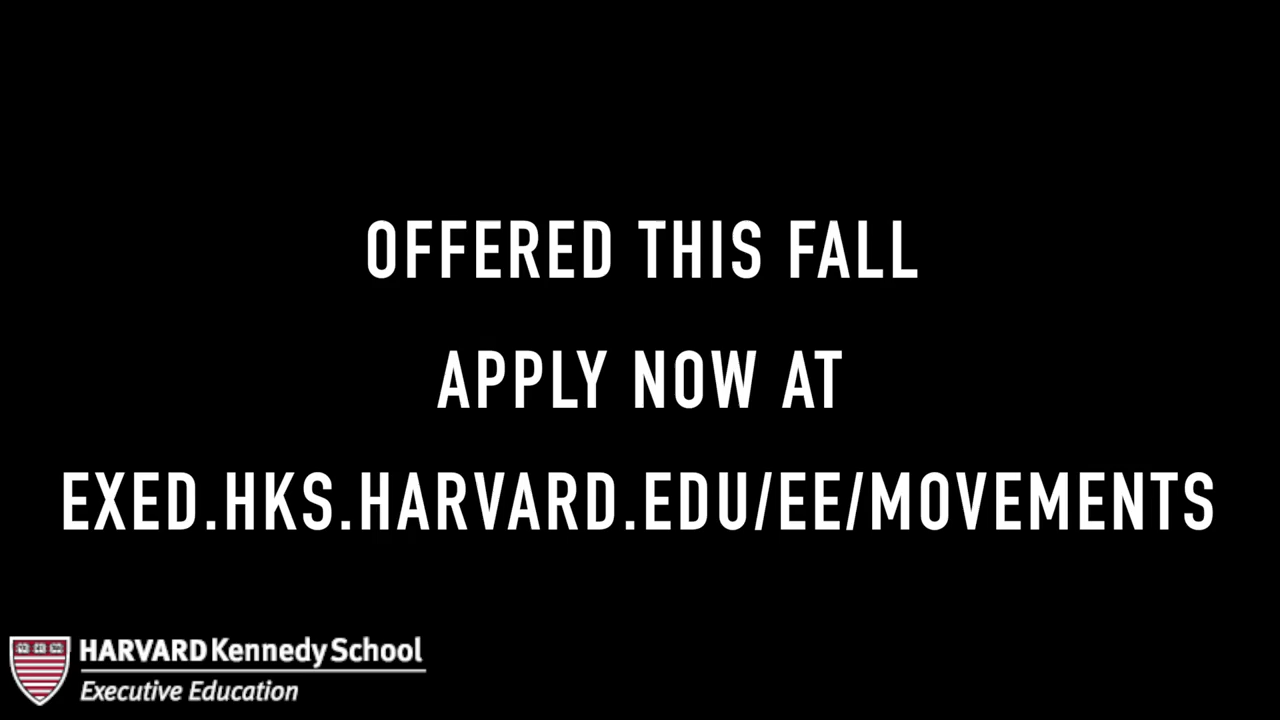 OFFERED THIS FALL
APPLY NOW AT
EXED.HKS.HARVARD.EDU/EE/MOVEMENTS
HARVARD Kennedy School
Executive Education